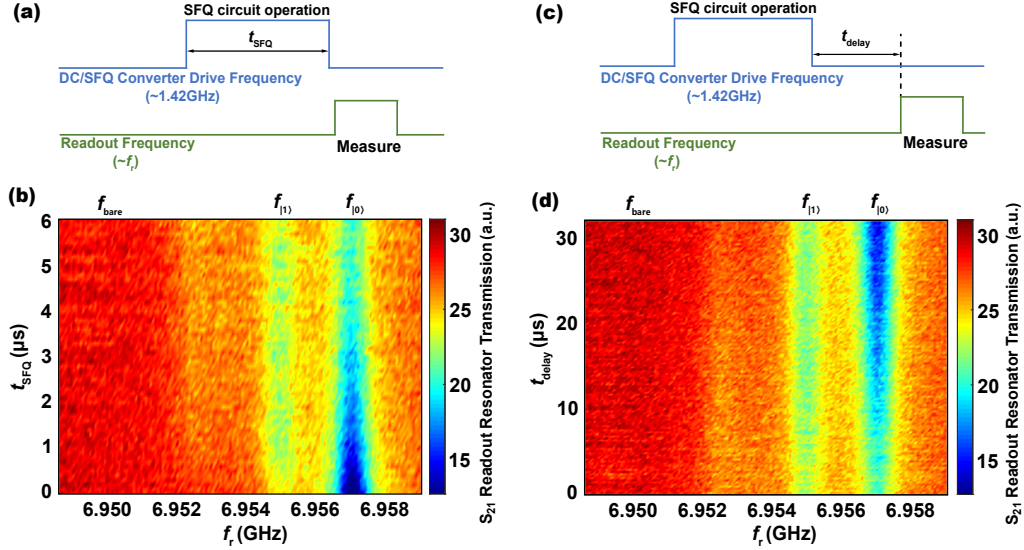 (a)
SFQ circuit operation
t_SFQ
DC/SFQ Converter Drive Frequency
(~1.42GHz)
Readout Frequency
(~f_r)
Measure
(b)
f_bare
f_|1⟩
f_|0⟩
6
5
4
3
2
1
0
t_SFQ (μs)
6.950 6.952 6.954 6.956 6.958
f_r (GHz)
30
25
20
15
S_21 Readout Resonator Transmission (a.u.)
(c)
SFQ circuit operation
t_delay
DC/SFQ Converter Drive Frequency
(~1.42GHz)
Readout Frequency
(~f_r)
Measure
(d)
f_bare
f_|1⟩
f_|0⟩
30
20
10
0
t_delay (μs)
6.950 6.952 6.954 6.956 6.958
f_r (GHz)
30
25
20
15
S_21 Readout Resonator Transmission (a.u.)